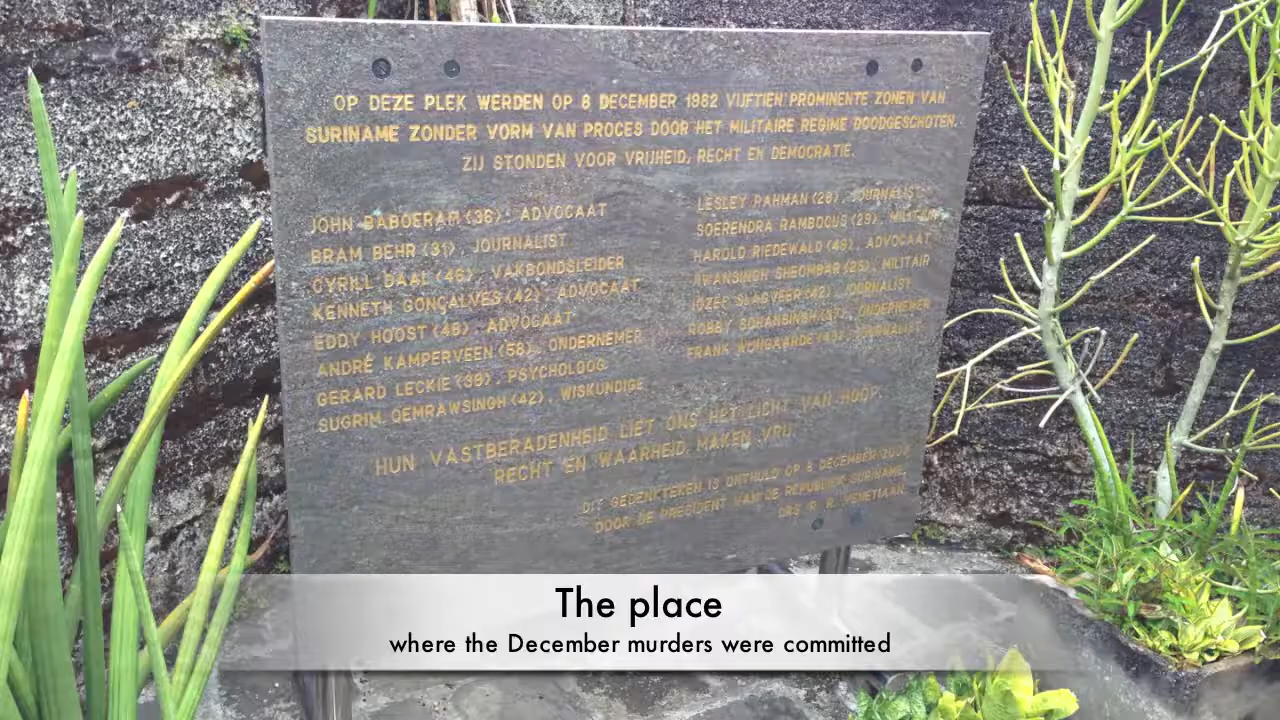 OP DEZE PLEK WERDEN OP 8 DECEMBER 1982 VIJFTIEN PROMINENTE ZONEN VAN
SURINAME ZONDER VORM VAN PROCES DOOR HET MILITAIRE REGIME DOODGESCHOTEN.
ZIJ STONDEN VOOR VRIJHEID, RECHT EN DEMOCRATIE.
JOHN BABOERAM (36), ADVOCAAT
BRAM BEHR (31), JOURNALIST
CYRILL DAAL (46), VAKBONDSLEIDER
KENNETH GONÇALVES (42), ADVOCAAT
EDDY HOOST (48), ADVOCAAT
ANDRÉ KAMPERVEEN (58), ONDERNEMER
GERARD LECKIE (39), PSYCHOLOOG
SUGRIM OEMRAWSINGH (42), WISKUNDIGE
LESLEY RAHMAN (28), JOURNALIST
SOERENDRA RAMBOCUS (29), MILITAIR
HAROLD RIEDEWALD (49), ADVOCAAT
JIWANSINGH SHEOMBAR (25), MILITAIR
JOZEF SLAGVEER (42), JOURNALIST
ROBBY SOHANSINGH (37), ONDERNEMER
FRANK WIJNGAARDE (43), JOURNALIST
HUN VASTBERADENHEID LIET ONS HET LICHT VAN HOOP.
RECHT EN WAARHEID MAKEN VRIJ.
DIT GEDENKTEKEN IS ONTHULD OP 8 DECEMBER
DOOR DE PRESIDENT VAN DE REPUBLIEK SURINAME,
DRS R. R. VENETIAAN.
The place
where the December murders were committed